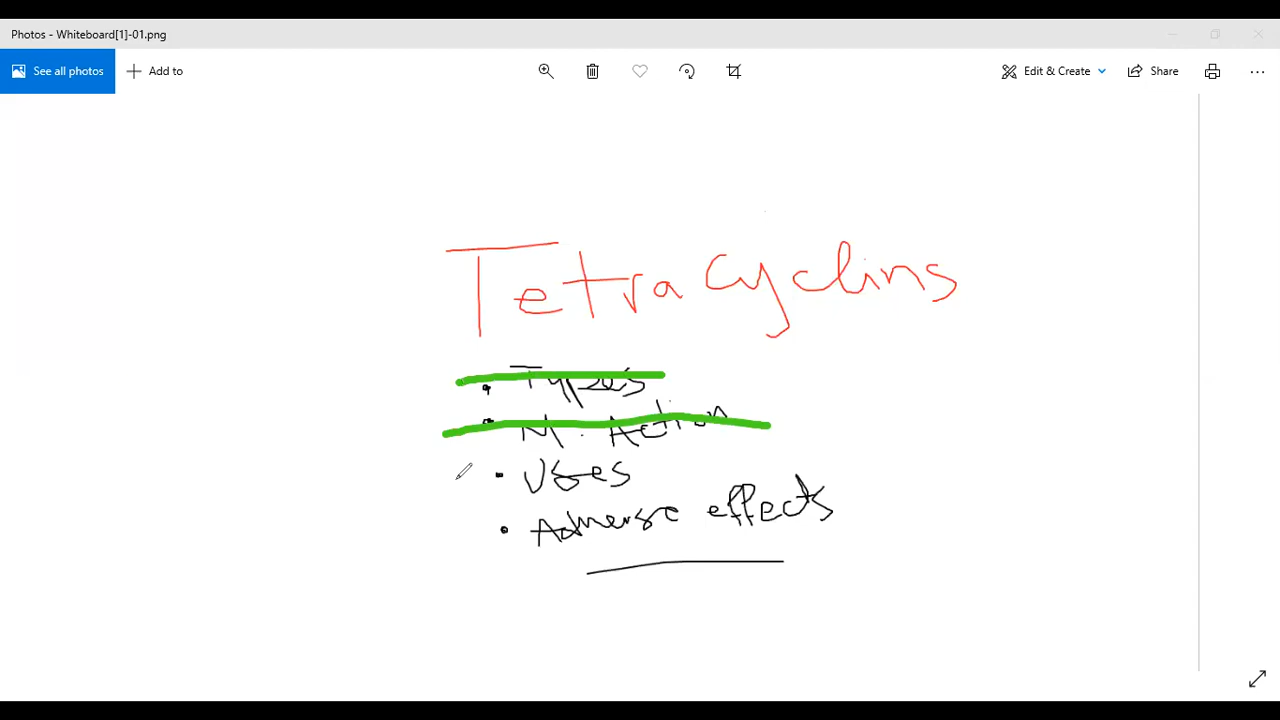 Photos - Whiteboard[1]-01.png
See all photos
Add to
Edit & Create
Share
Tetracyclins
• Types
• M. Action
• Uses
• Adverse effects